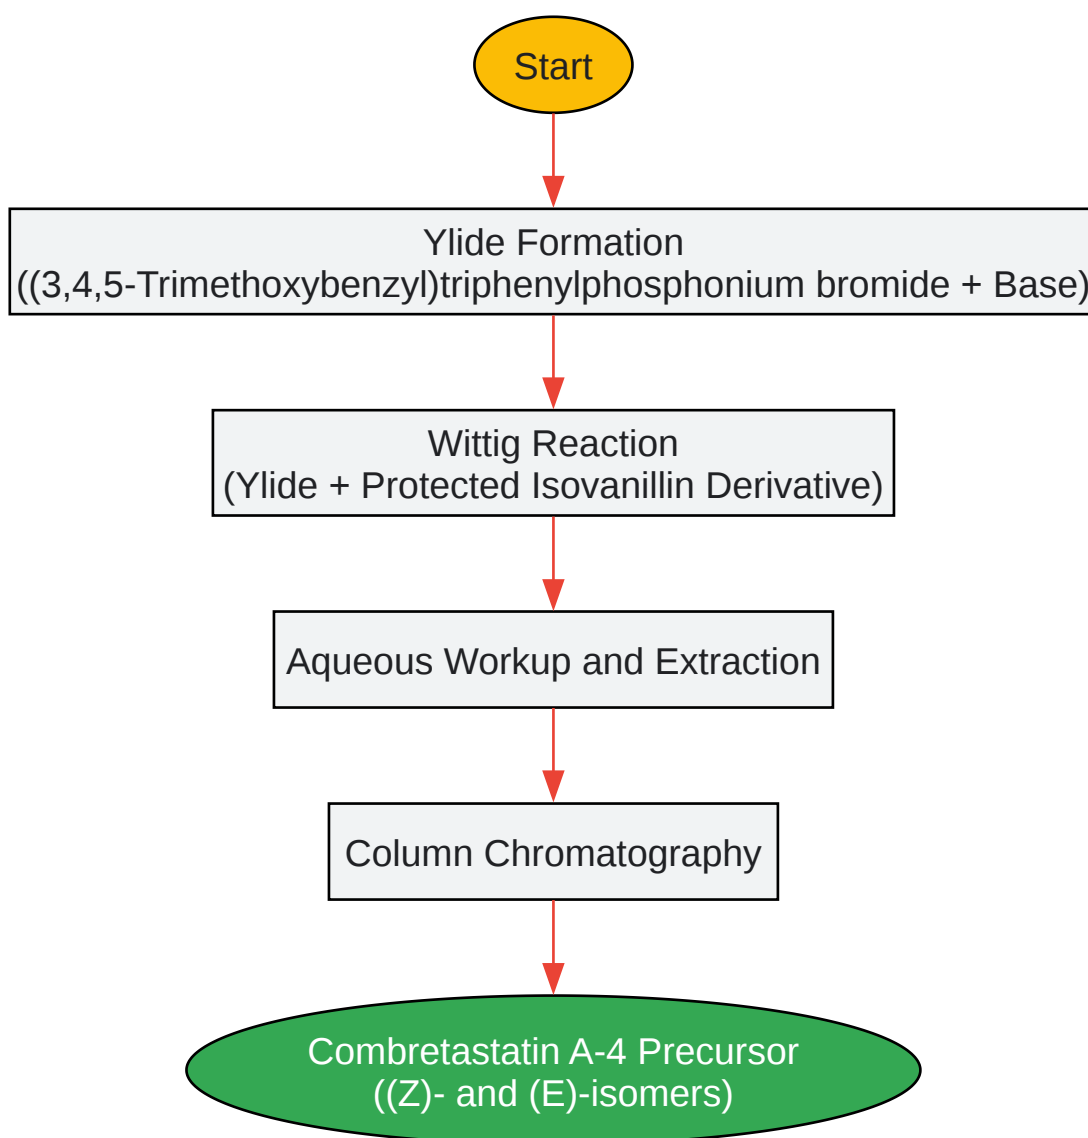 Start
Ylide Formation
((3,4,5-Trimethoxybenzyl)triphenylphosphonium bromide + Base)
Wittig Reaction
(Ylide + Protected Isovanillin Derivative)
Aqueous Workup and Extraction
Column Chromatography
Combretastatin A-4 Precursor
((Z)- and (E)-isomers)